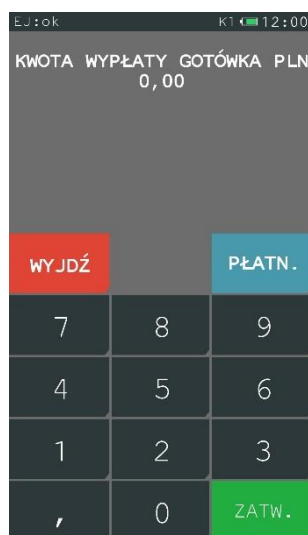 EJ:ok K1 12:00
KWOTA WYPŁATY GOTÓWKA PLN
0,00
WYJDŹ PŁATN.
7 8 9
4 5 6
1 2 3
, 0 ZATW.